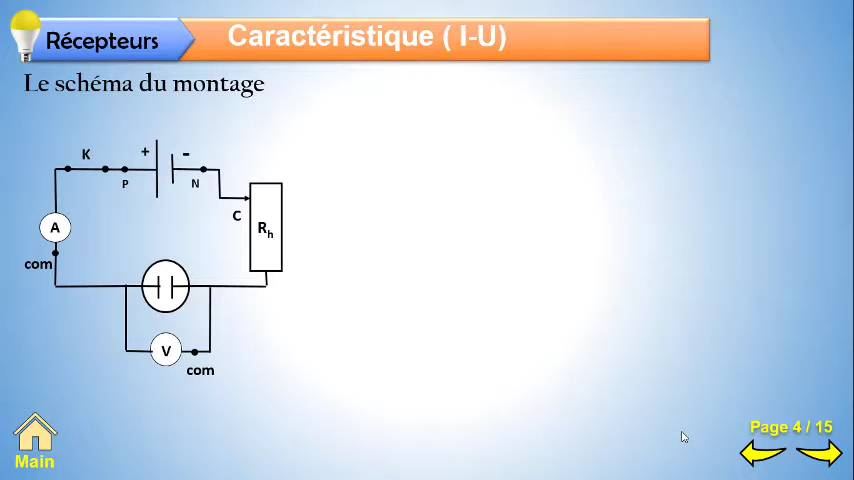 Récepteurs
Caractéristique ( I-U)
Le schéma du montage
K
+
-
P
N
C
A
Rh
com
V
com
Page 4 / 15
Main